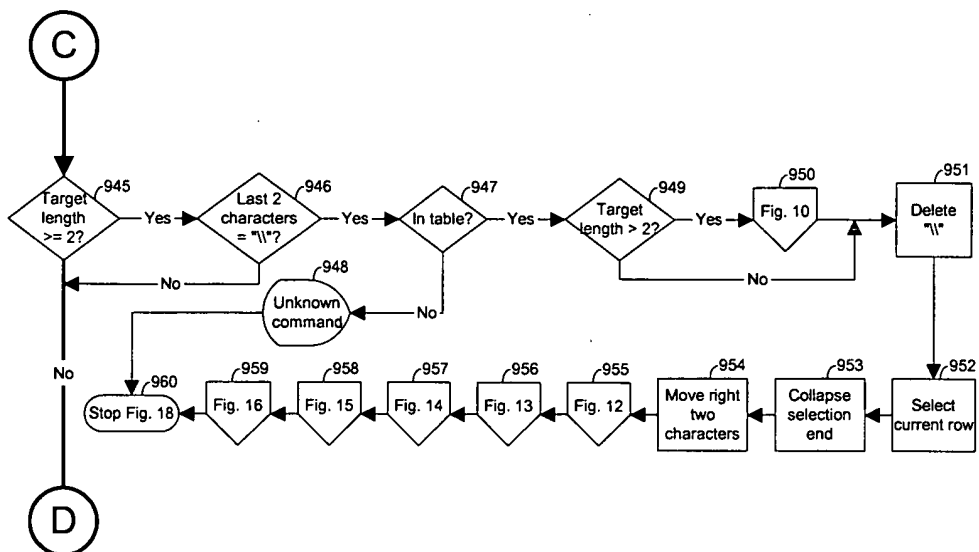 C
945
Target
length
>= 2?
Yes
946
Last 2
characters
= "\\"?
Yes
947
In table?
Yes
949
Target
length > 2?
Yes
950
Fig. 10
951
Delete
"\\"
No
No
948
Unknown
command
No
No
960
Stop Fig. 18
959
Fig. 16
958
Fig. 15
957
Fig. 14
956
Fig. 13
955
Fig. 12
954
Move right
two
characters
953
Collapse
selection
end
952
Select
current row
D